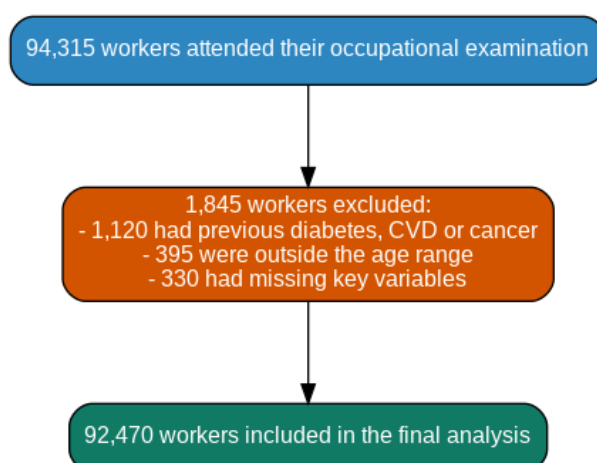 94,315 workers attended their occupational examination
1,845 workers excluded:
- 1,120 had previous diabetes, CVD or cancer
- 395 were outside the age range
- 330 had missing key variables
92,470 workers included in the final analysis